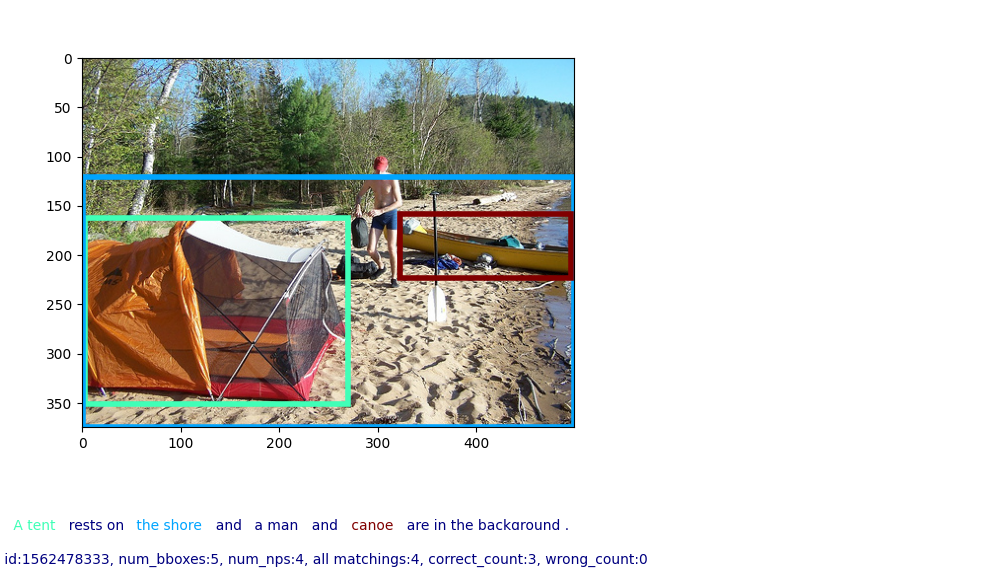 0
50
100
150
200
250
300
350
0 100 200 300 400
A tent rests on the shore and a man and canoe are in the background .
id:1562478333, num_bboxes:5, num_nps:4, all matchings:4, correct_count:3, wrong_count:0